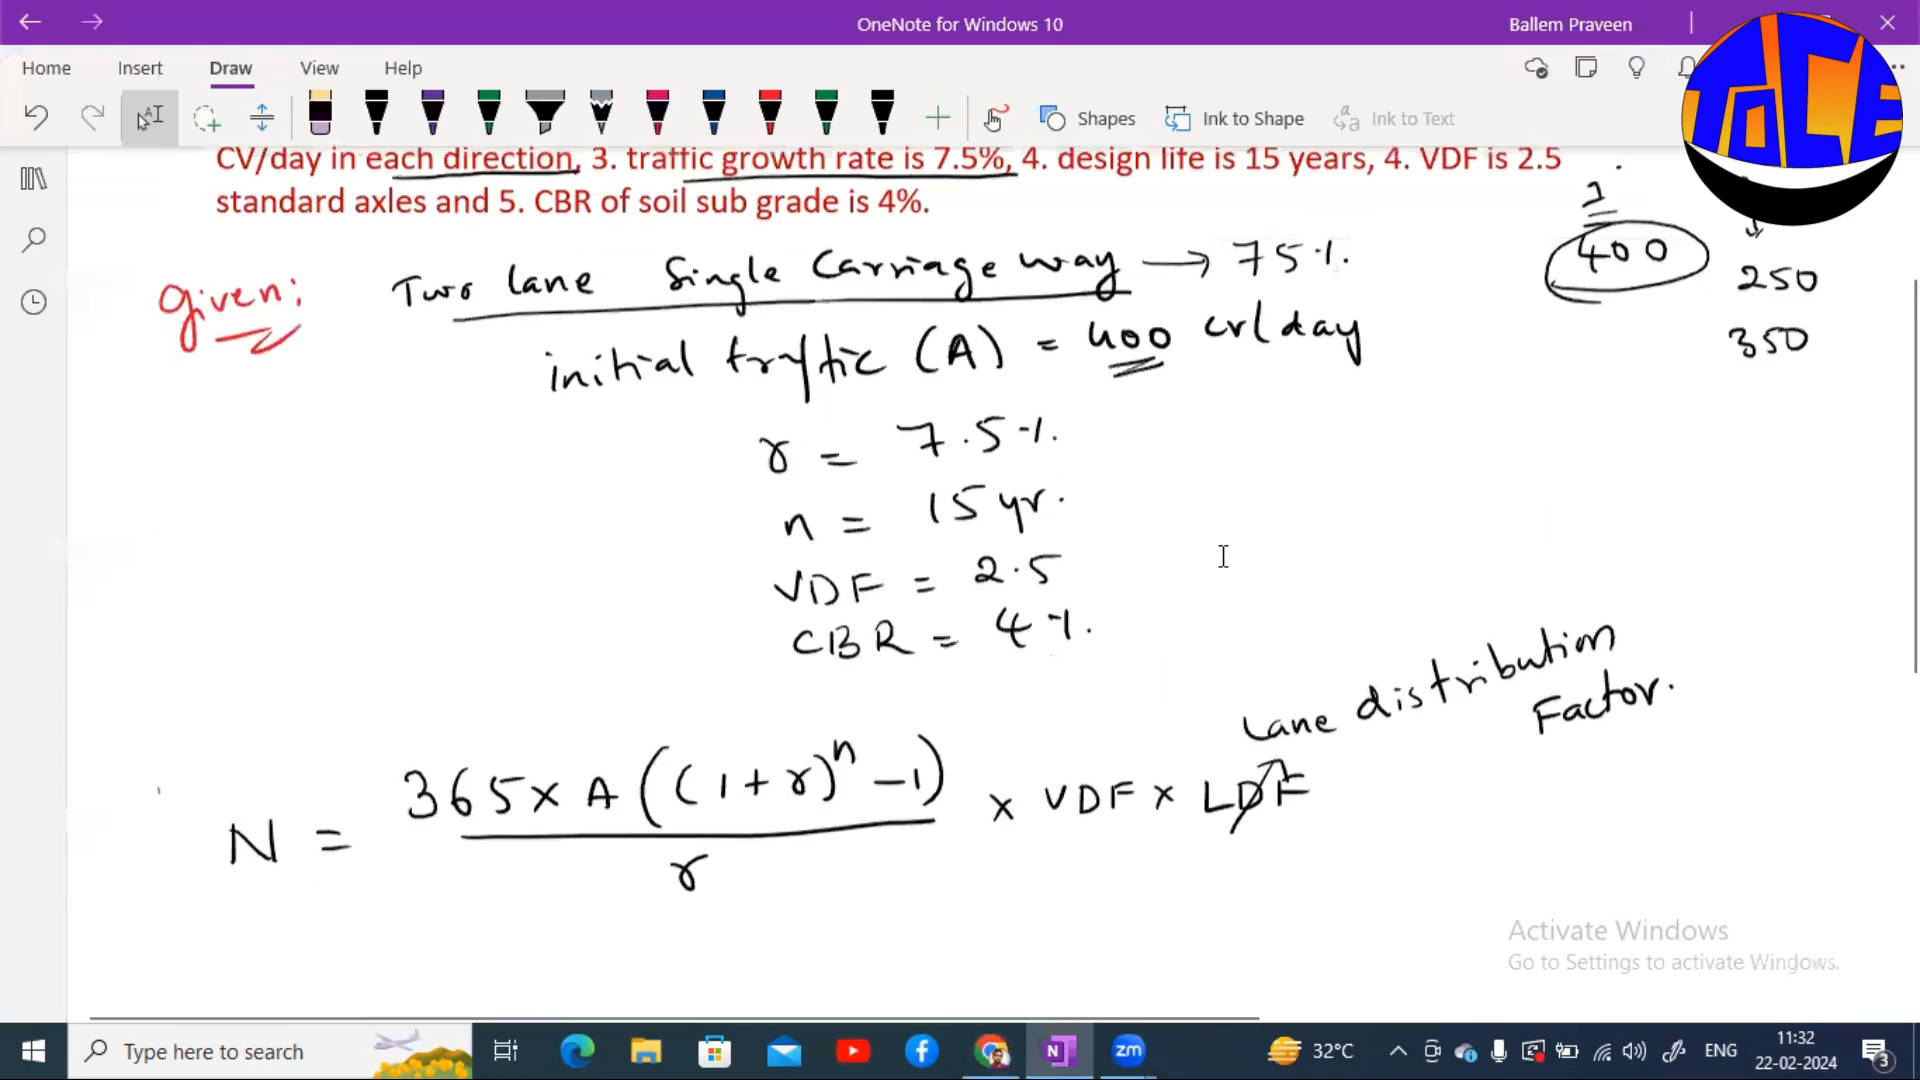 OneNote for Windows 10
Ballem Praveen
Home Insert Draw View Help
Shapes Ink to Shape Ink to Text
TOCE
CV/day in each direction, 3. traffic growth rate is 7.5%, 4. design life is 15 years, 4. VDF is 2.5
standard axles and 5. CBR of soil sub grade is 4%.
400
250
350
Given:
Two lane Single Carriage way → 75%.
initial traffic (A) = 400 cv/day
r = 7.5%.
n = 15 yr.
VDF = 2.5
CBR = 4%.
Lane distribution
Factor.
N = 365 x A ((1+r)^n - 1) / r x VDF x LDF
Activate Windows
Go to Settings to activate Windows.
Type here to search
zm
32°C
ENG
11:32
22-02-2024
3